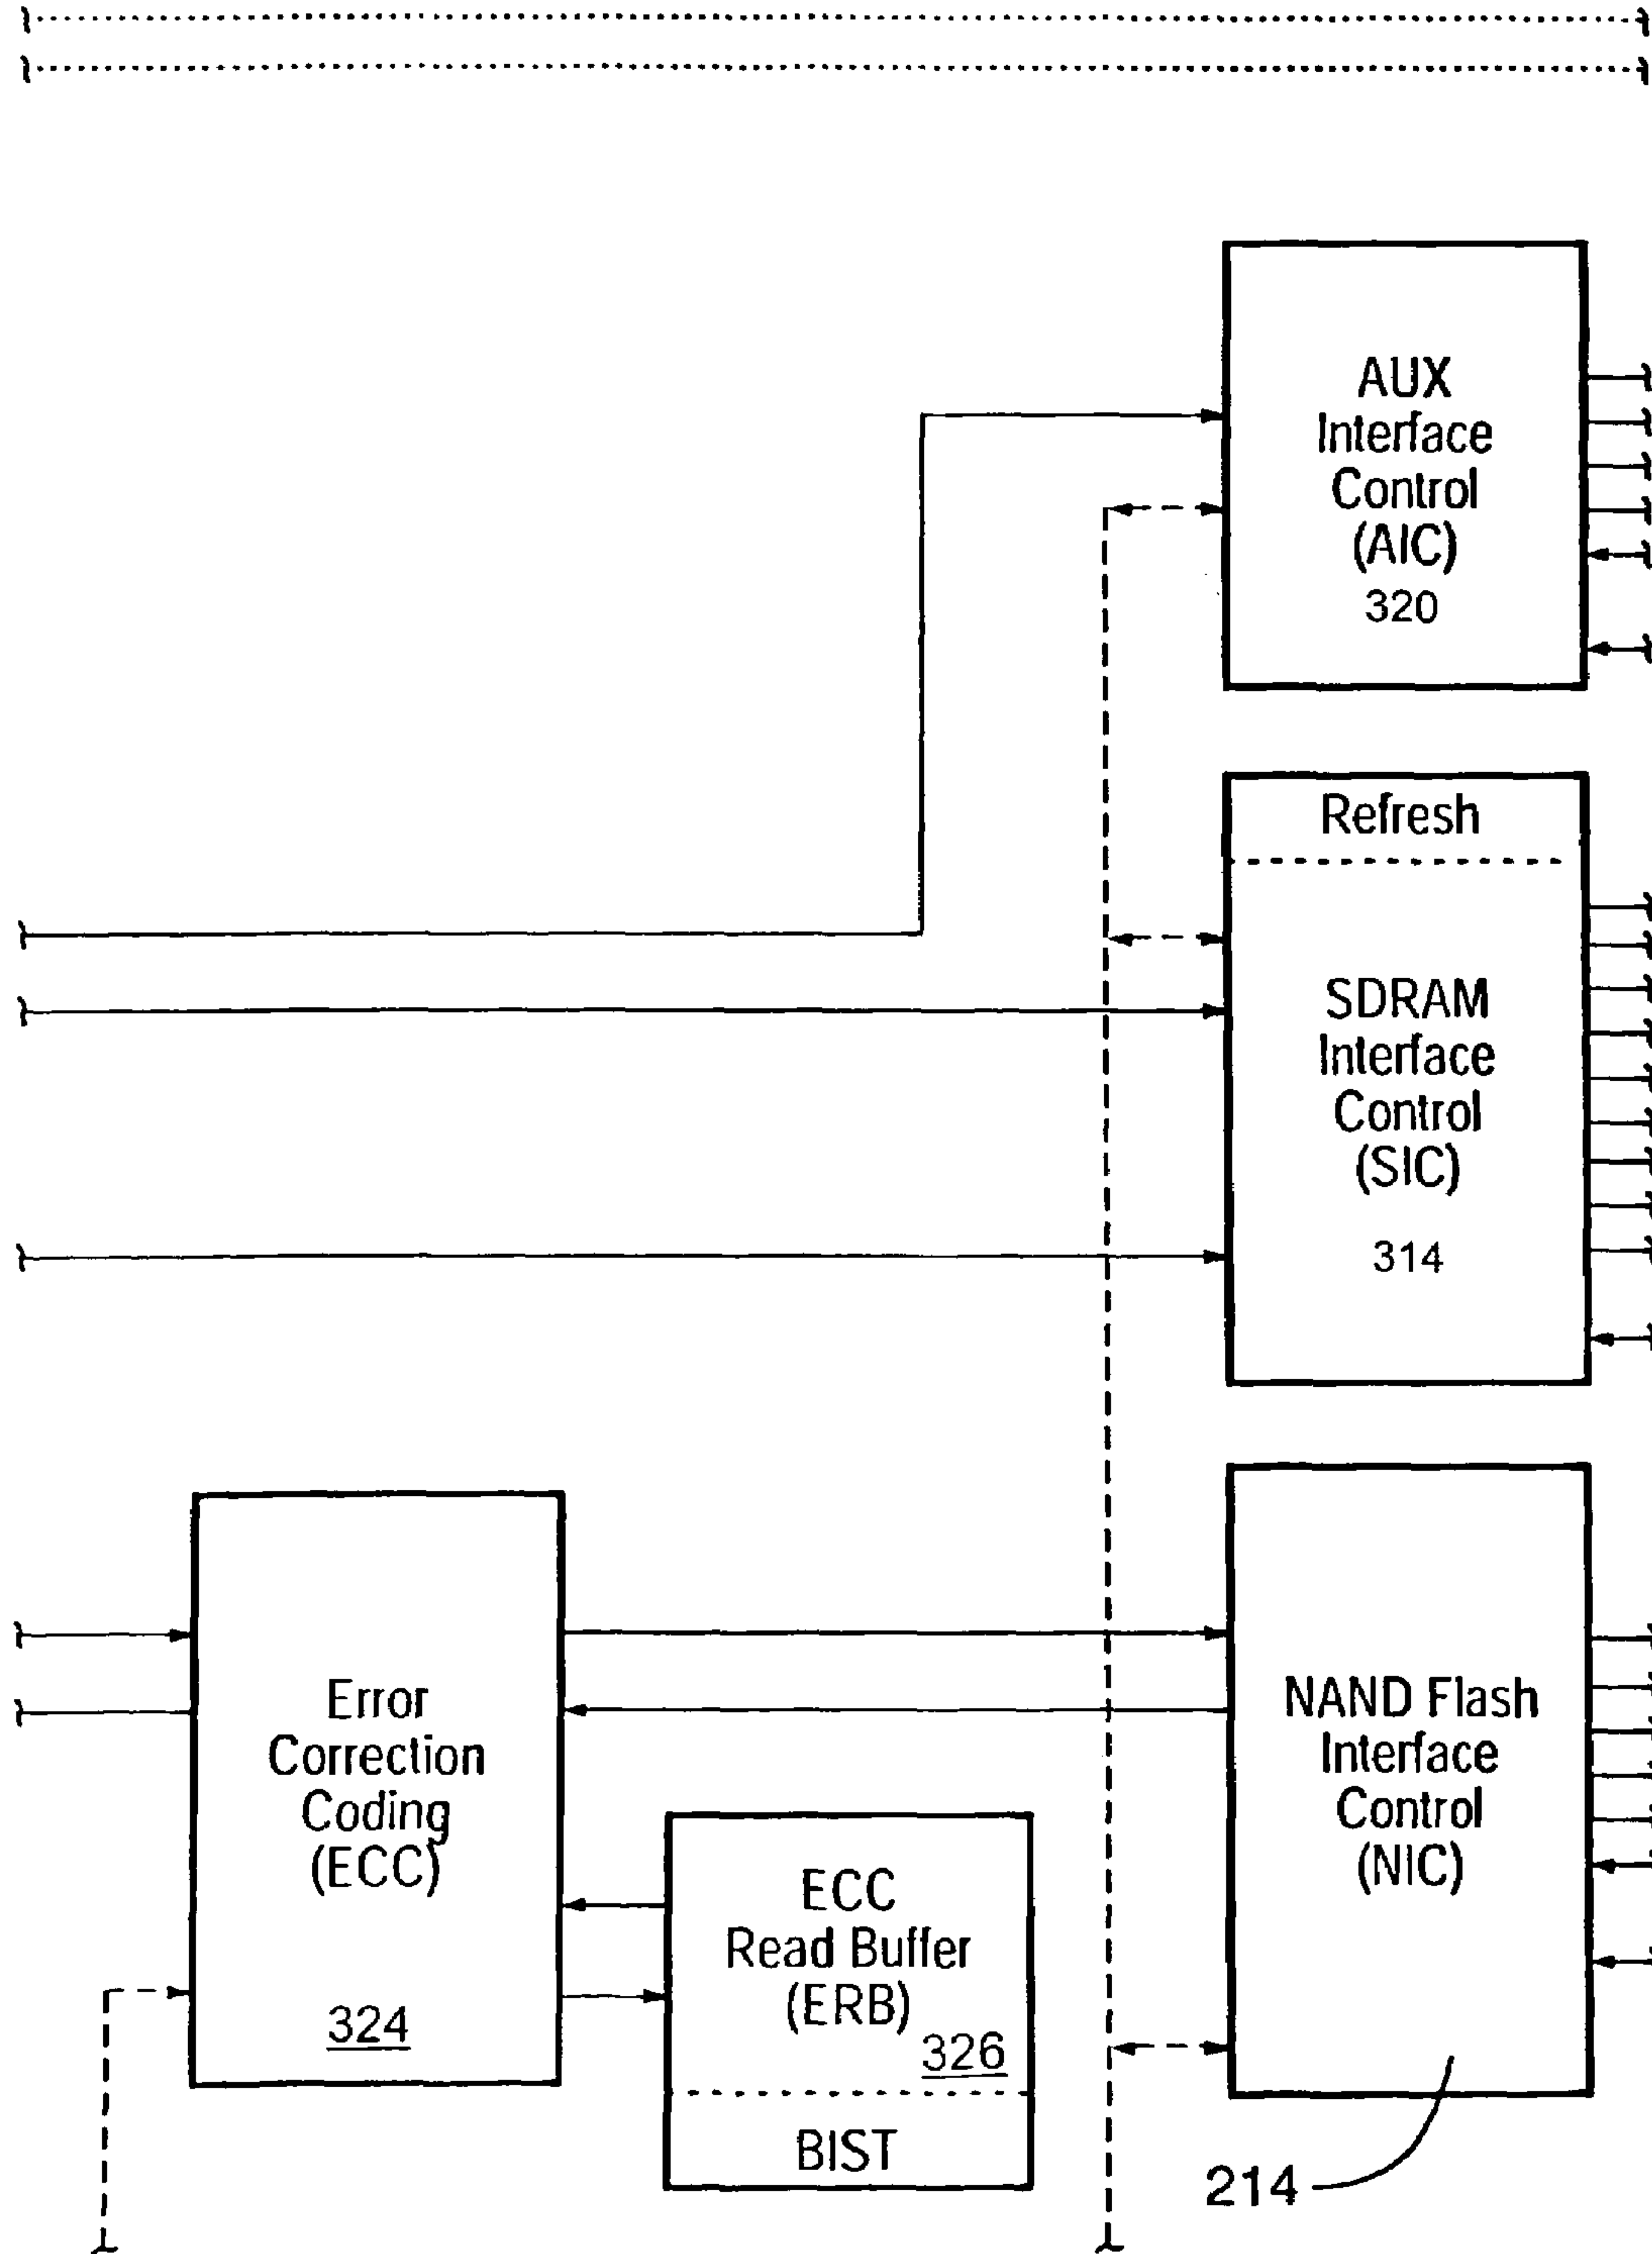 AUX
Interface
Control
(AIC)
320
Refresh
SDRAM
Interface
Control
(SIC)
314
Error
Correction
Coding
(ECC)
324
ECC
Read Buffer
(ERB)
326
BIST
NAND Flash
Interface
Control
(NIC)
214